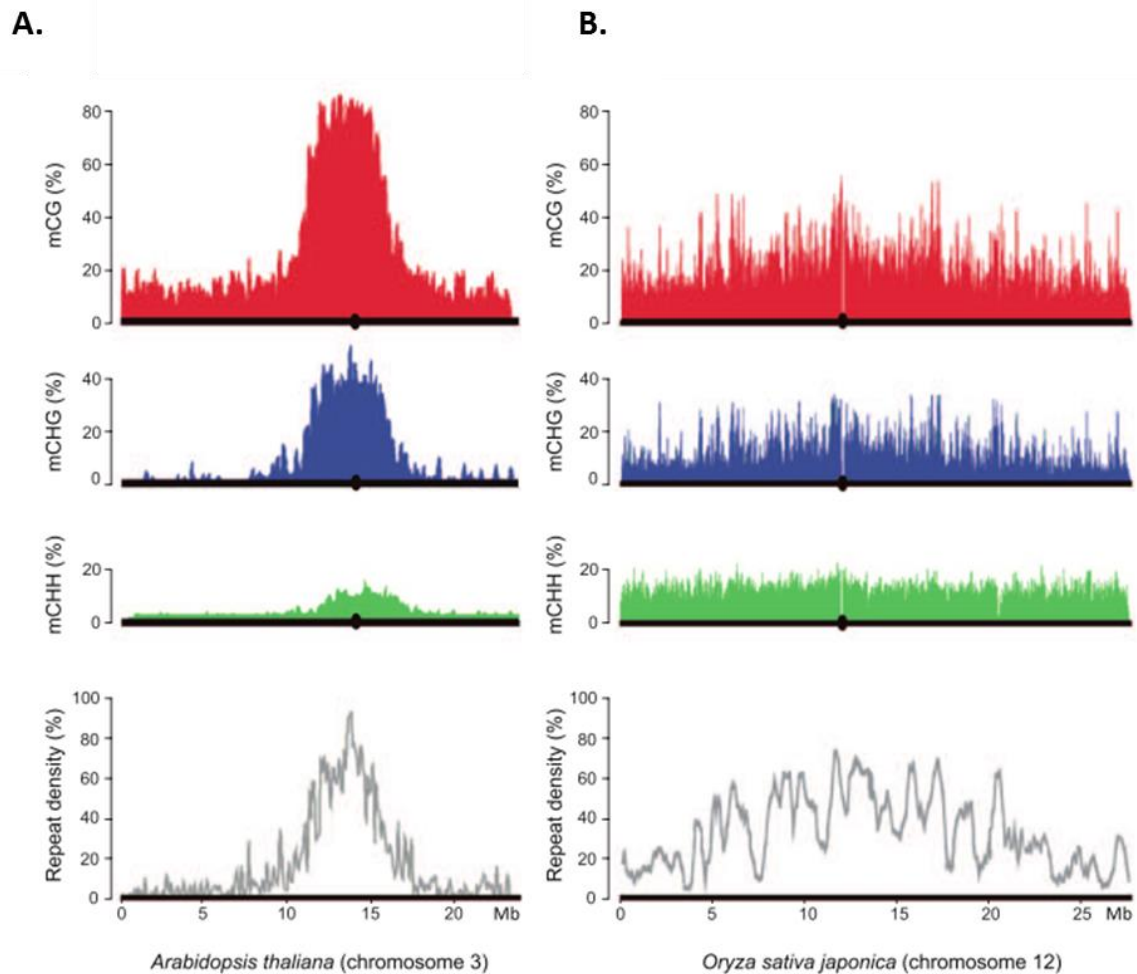 A.
B.
mCG (%)
80
60
40
20
0
mCG (%)
80
60
40
20
0
mCHG (%)
40
20
0
mCHG (%)
40
20
0
mCHH (%)
20
0
mCHH (%)
20
0
Repeat density (%)
100
80
60
40
20
0
Repeat density (%)
100
80
60
40
20
0
0 5 10 15 20 Mb
0 5 10 15 20 25 Mb
Arabidopsis thaliana (chromosome 3)
Oryza sativa japonica (chromosome 12)